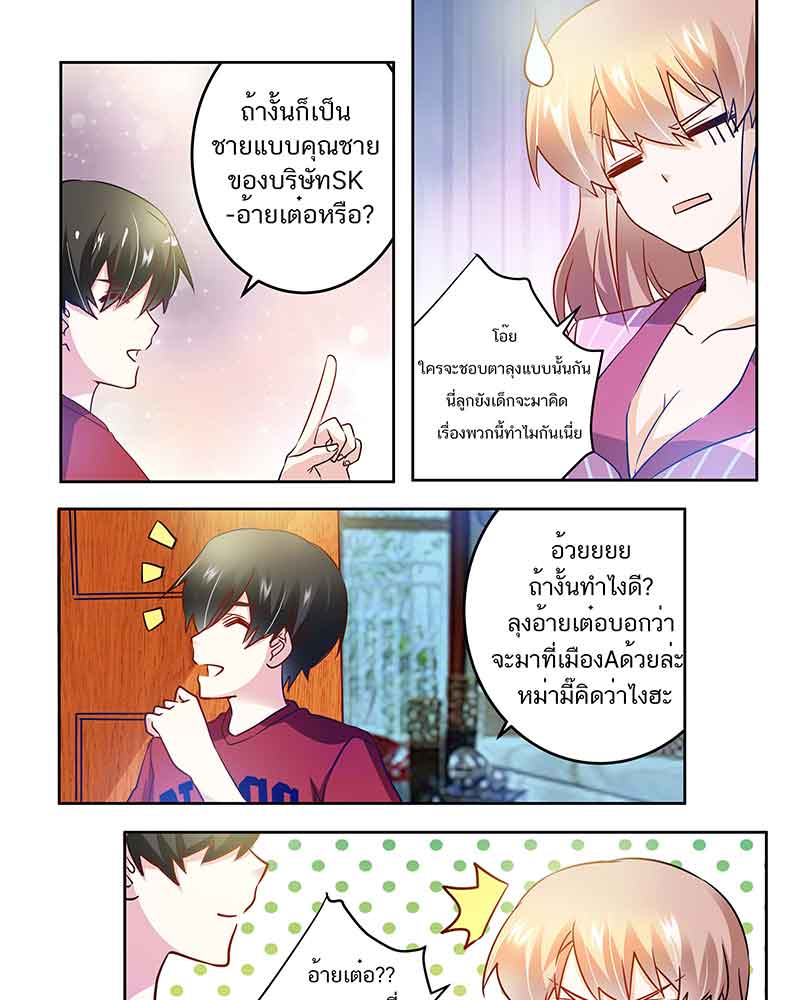 ถ้างั้นก็เป็น
ชายแบบคุณชาย
ของบริษัทSK
-อ้ายเต๋อหรือ?
โอ๊ย
ใครจะชอบตาลุงแบบนั้นกัน
นี่ลูกยังเด็กจะมาคิด
เรื่องพวกนี้ทำไมกันเนี่ย
อ้วยยยย
ถ้างั้นทำไงดี?
ลุงอ้ายเต๋อบอกว่า
จะมาที่เมืองAด้วยล่ะ
หม่ามี๊คิดว่าไงฮะ
อ้ายเต๋อ??